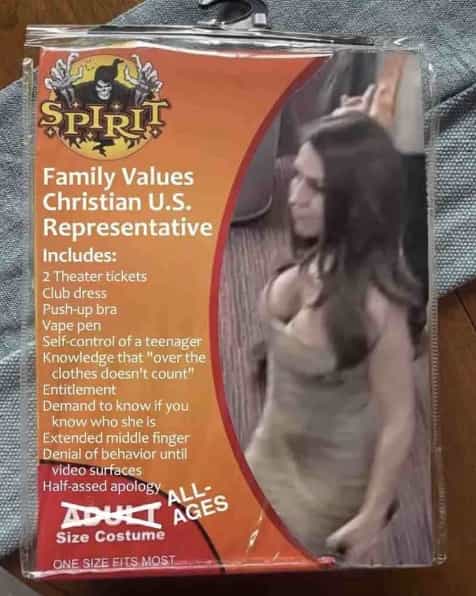 SPIRIT
Family Values
Christian U.S.
Representative
Includes:
2 Theater tickets
Club dress
Push-up bra
Vape pen
Self-control of a teenager
Knowledge that "over the
clothes doesn't count"
Entitlement
Demand to know if you
know who she is
Extended middle finger
Denial of behavior until
video surfaces
Half-assed apology
ADULT ALL-
AGES
Size Costume
ONE SIZE FITS MOST